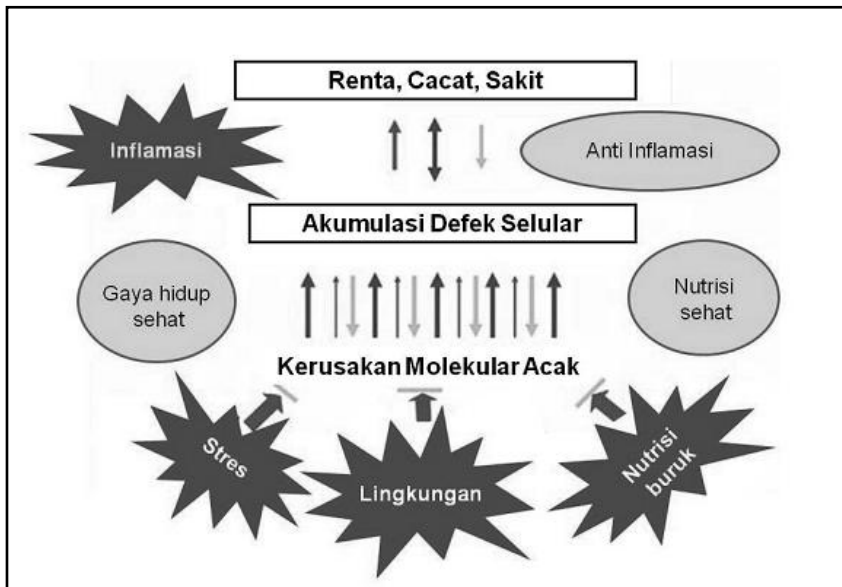 Renta, Cacat, Sakit
Inflamasi
Anti Inflamasi
Akumulasi Defek Selular
Gaya hidup
sehat
Nutrisi
sehat
Kerusakan Molekular Acak
Stres
Lingkungan
Nutrisi
buruk